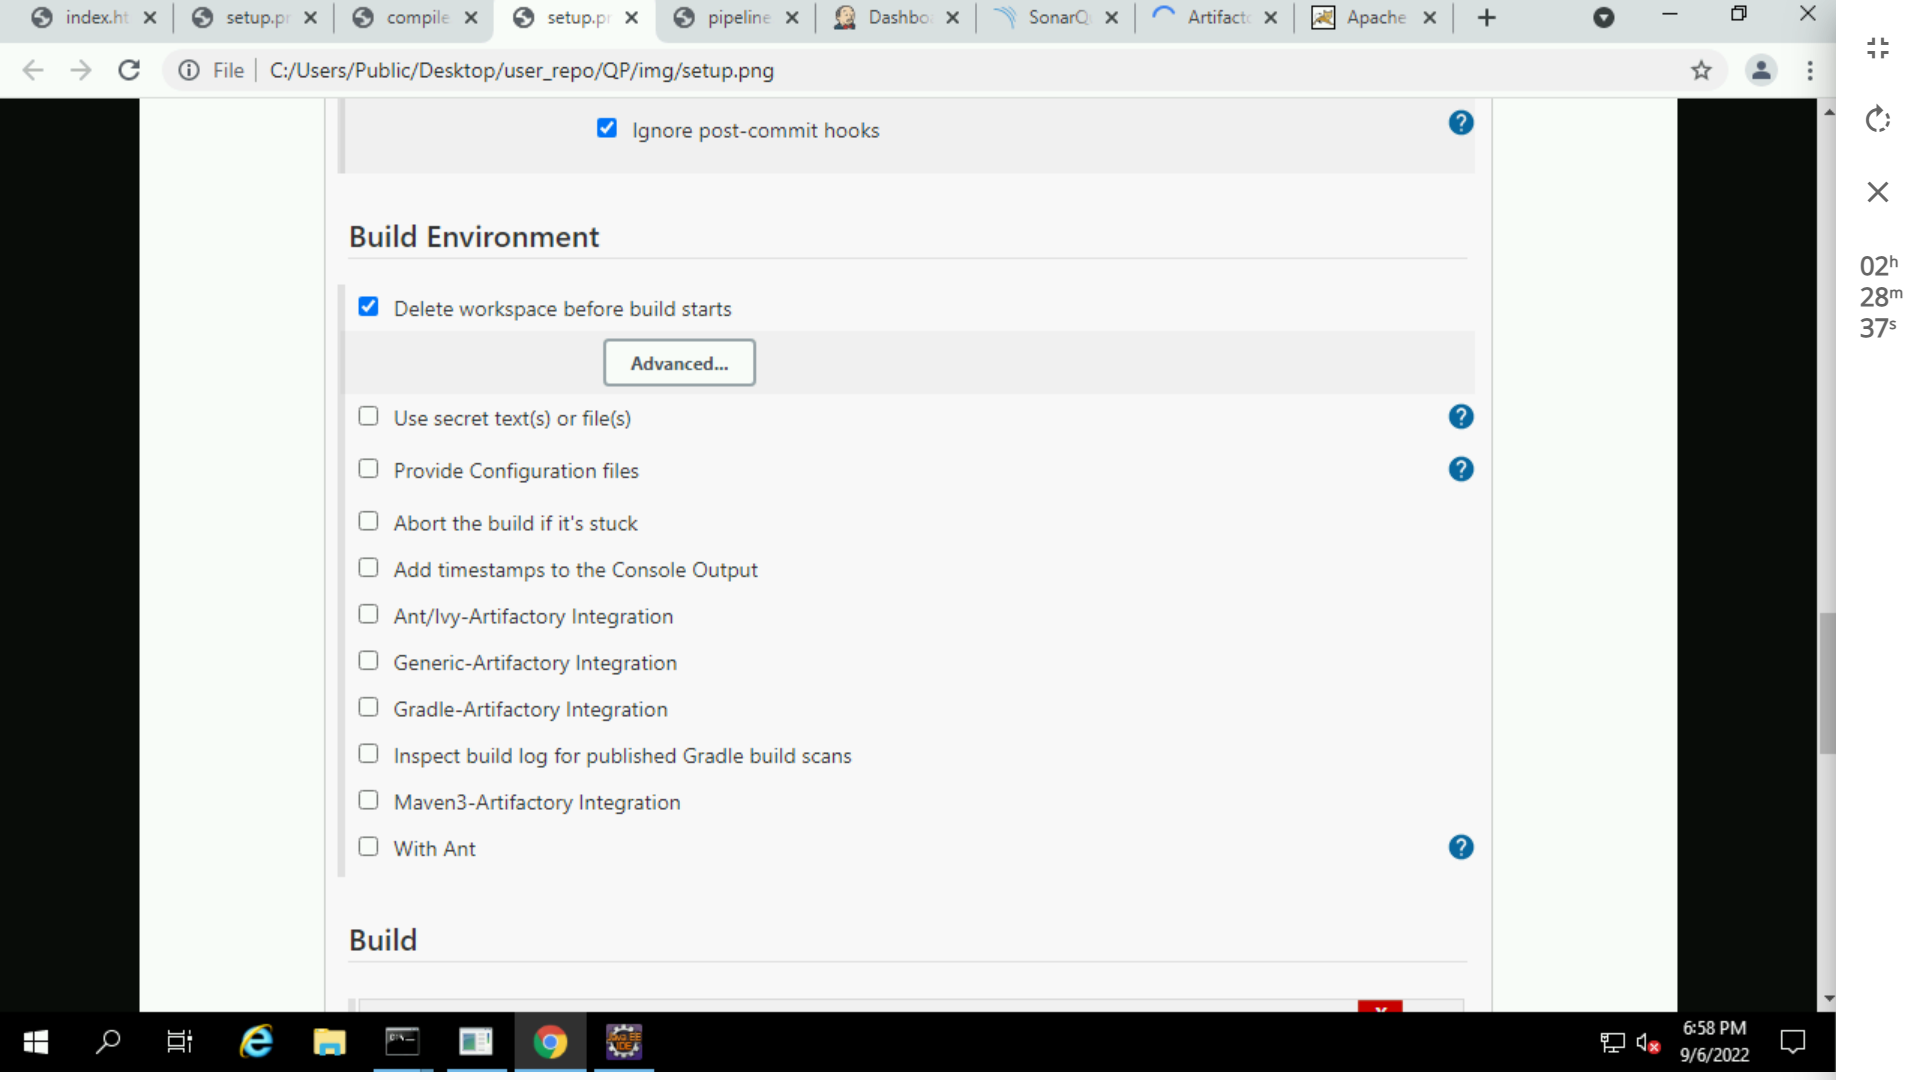 index.ht
setup.pr
compile
setup.pr
pipeline
Dashbo
SonarQ
Artifact
Apache
File
C:/Users/Public/Desktop/user_repo/QP/img/setup.png
Ignore post-commit hooks
?
Build Environment
Delete workspace before build starts
Advanced...
Use secret text(s) or file(s)
?
Provide Configuration files
?
Abort the build if it's stuck
Add timestamps to the Console Output
Ant/Ivy-Artifactory Integration
Generic-Artifactory Integration
Gradle-Artifactory Integration
Inspect build log for published Gradle build scans
Maven3-Artifactory Integration
With Ant
?
Build
02h
28m
37s
6:58 PM
9/6/2022